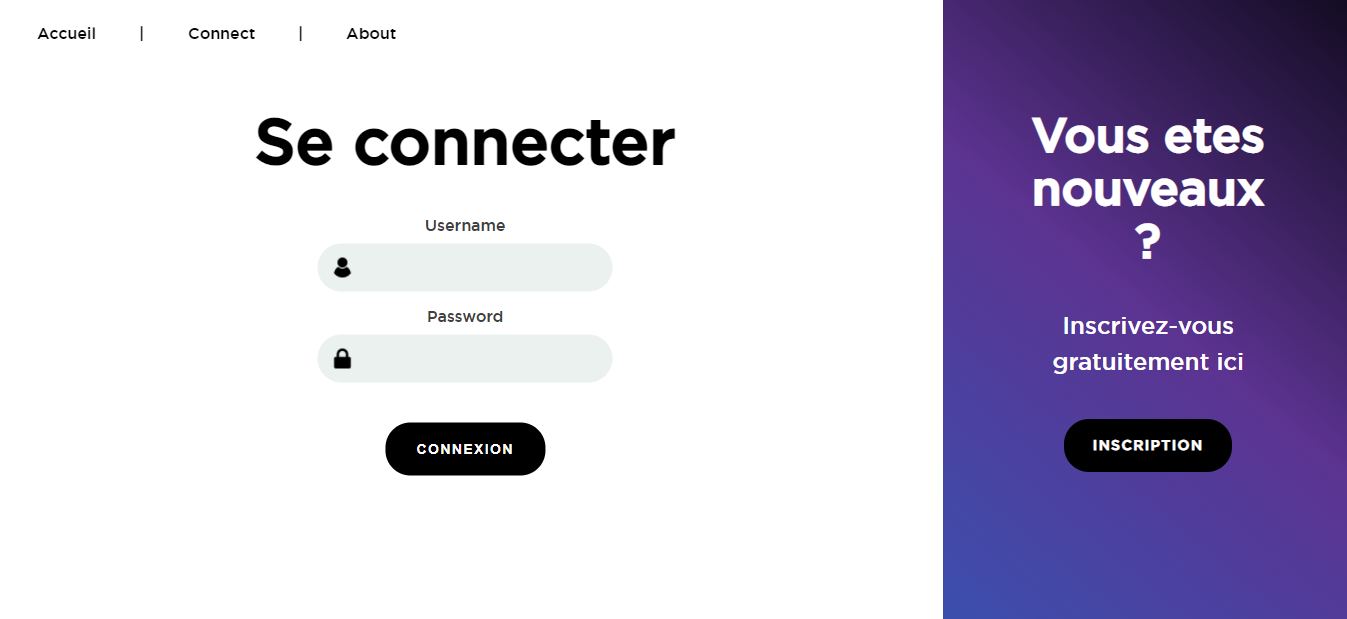 Accueil | Connect | About
Se connecter
Username
Password
CONNEXION
Vous etes
nouveaux
?
Inscrivez-vous
gratuitement ici
INSCRIPTION